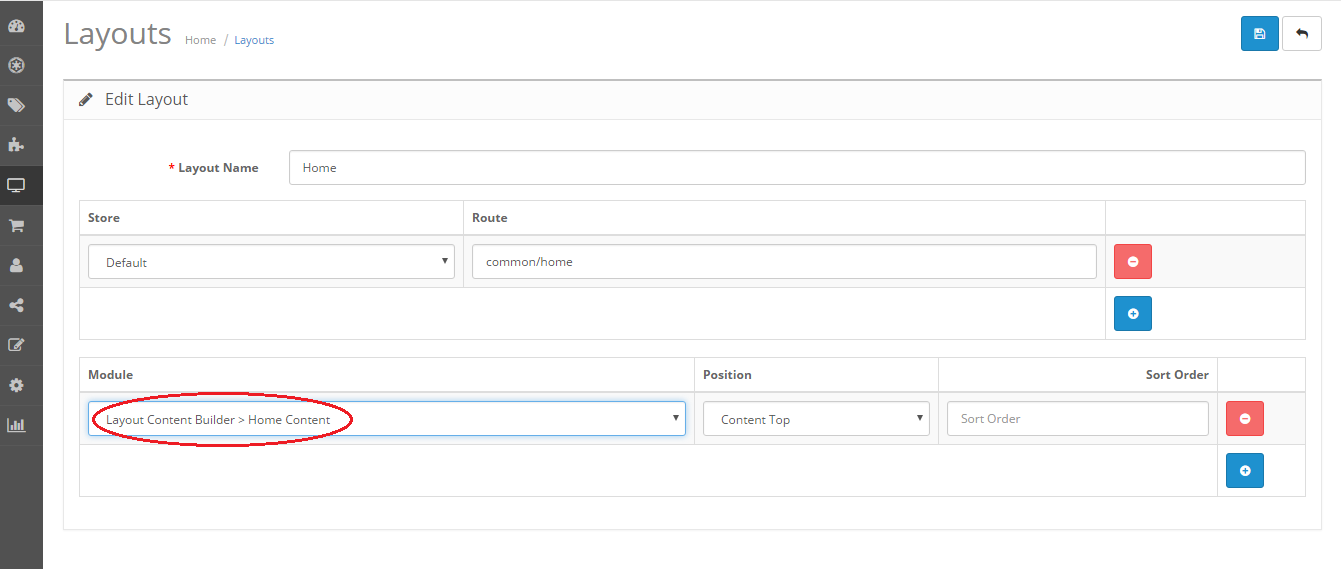 Layouts Home / Layouts
Edit Layout
* Layout Name Home
Store Route
Default common/home
Module Position Sort Order
Layout Content Builder > Home Content Content Top Sort Order